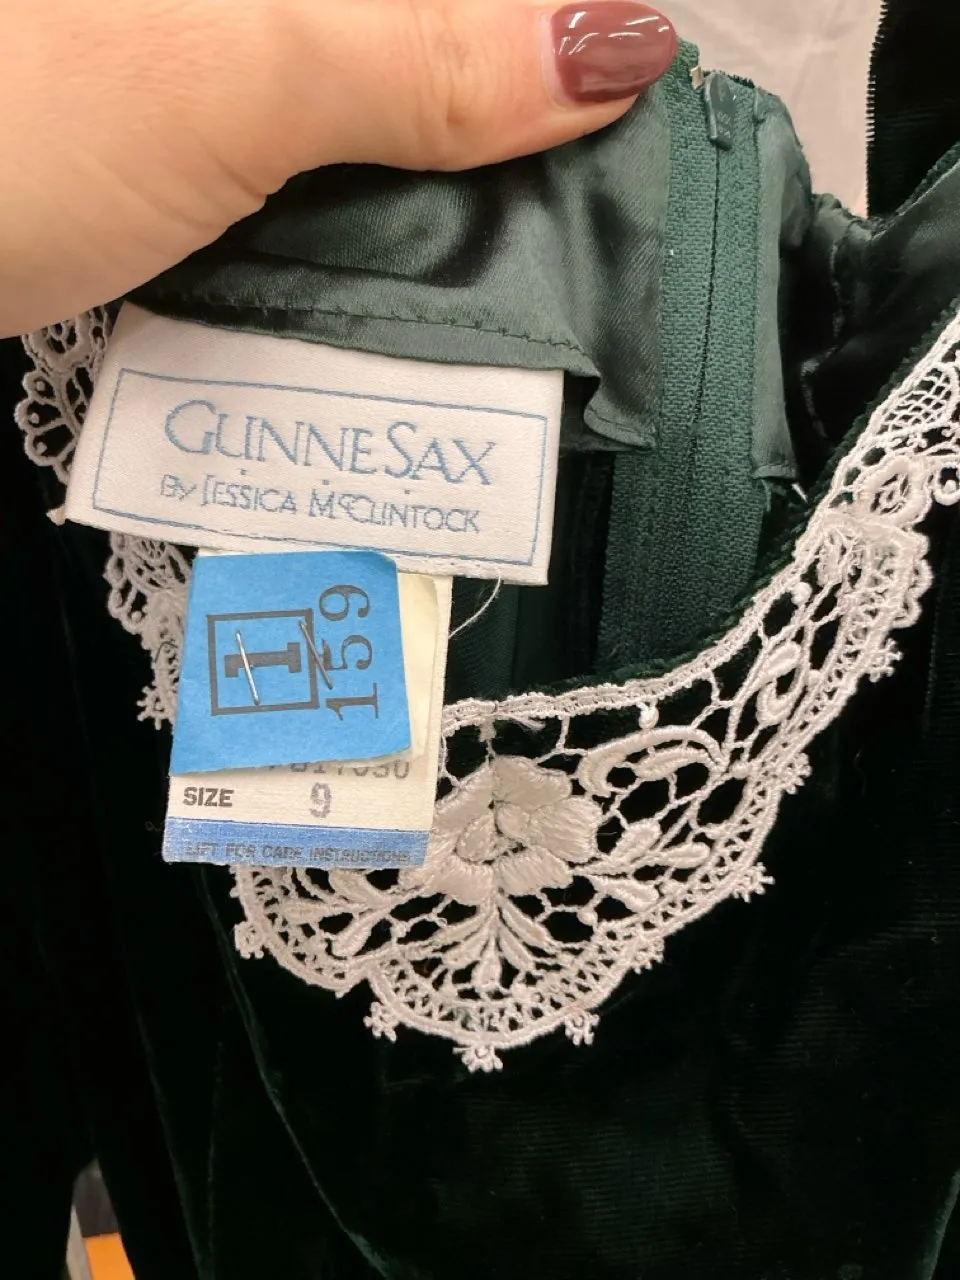 GUNNE SAX
BY JESSICA McCLINTOCK
1
159
SIZE 9
LIFT FOR CARE INSTRUCTIONS